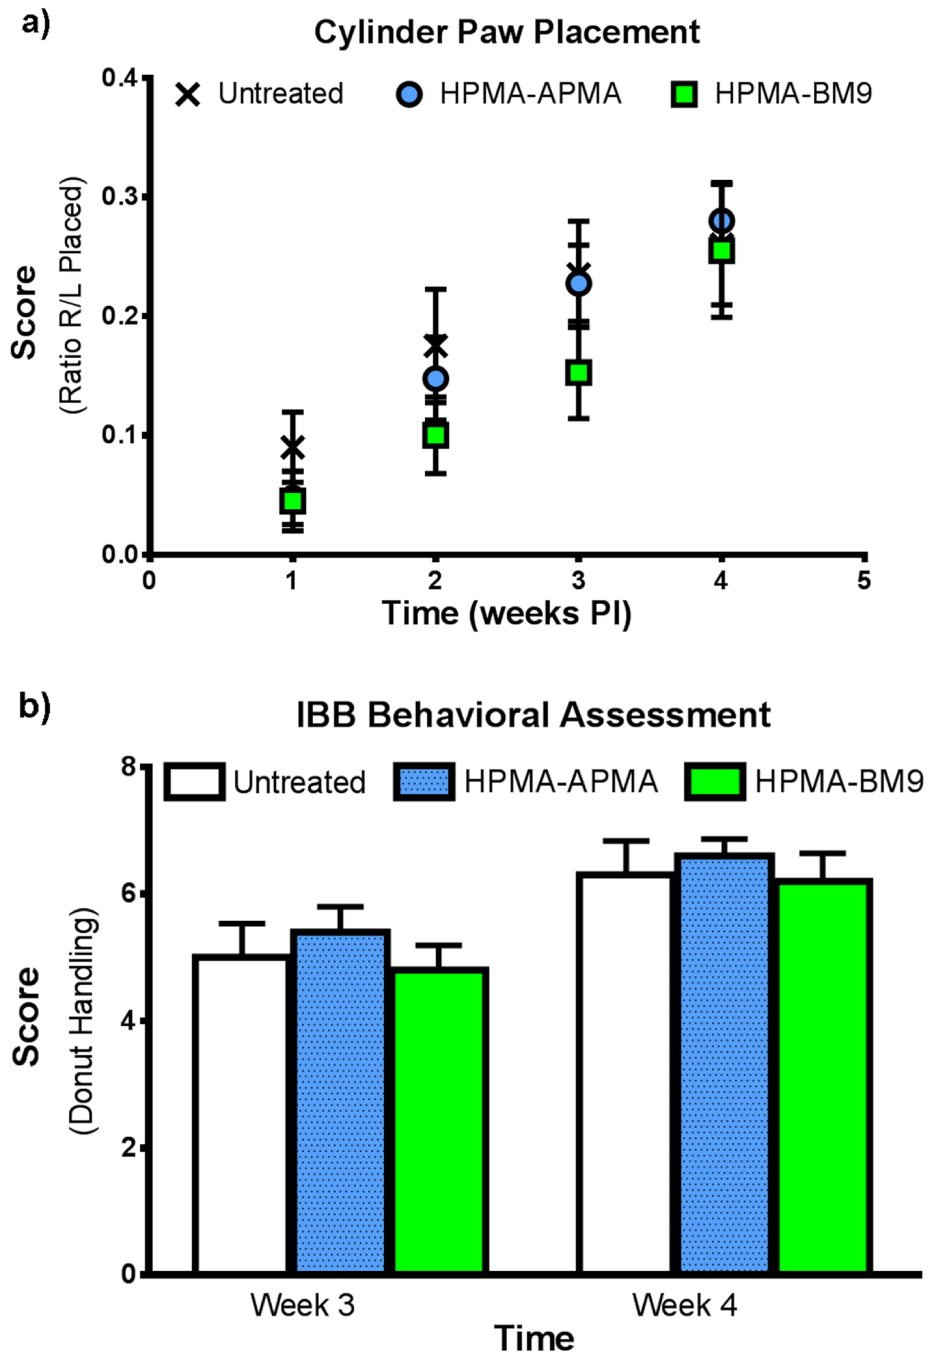 a)
Cylinder Paw Placement
Untreated HPMA-APMA HPMA-BM9
Score
(Ratio R/L Placed)
0.4
0.3
0.2
0.1
0.0
0 1 2 3 4 5
Time (weeks PI)
b)
IBB Behavioral Assessment
Untreated HPMA-APMA HPMA-BM9
Score
(Donut Handling)
8
6
4
2
0
Week 3 Week 4
Time